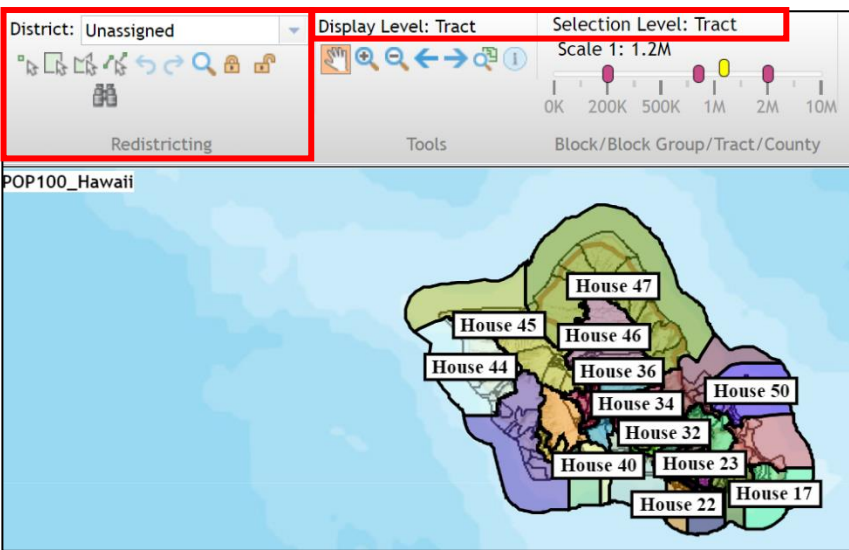 District: Unassigned
Display Level: Tract
Selection Level: Tract
Scale 1: 1.2M
0K 200K 500K 1M 2M 10M
Redistricting
Tools
Block/Block Group/Tract/County
POP100_Hawaii
House 47
House 45
House 46
House 44
House 36
House 50
House 34
House 32
House 40
House 23
House 22
House 17